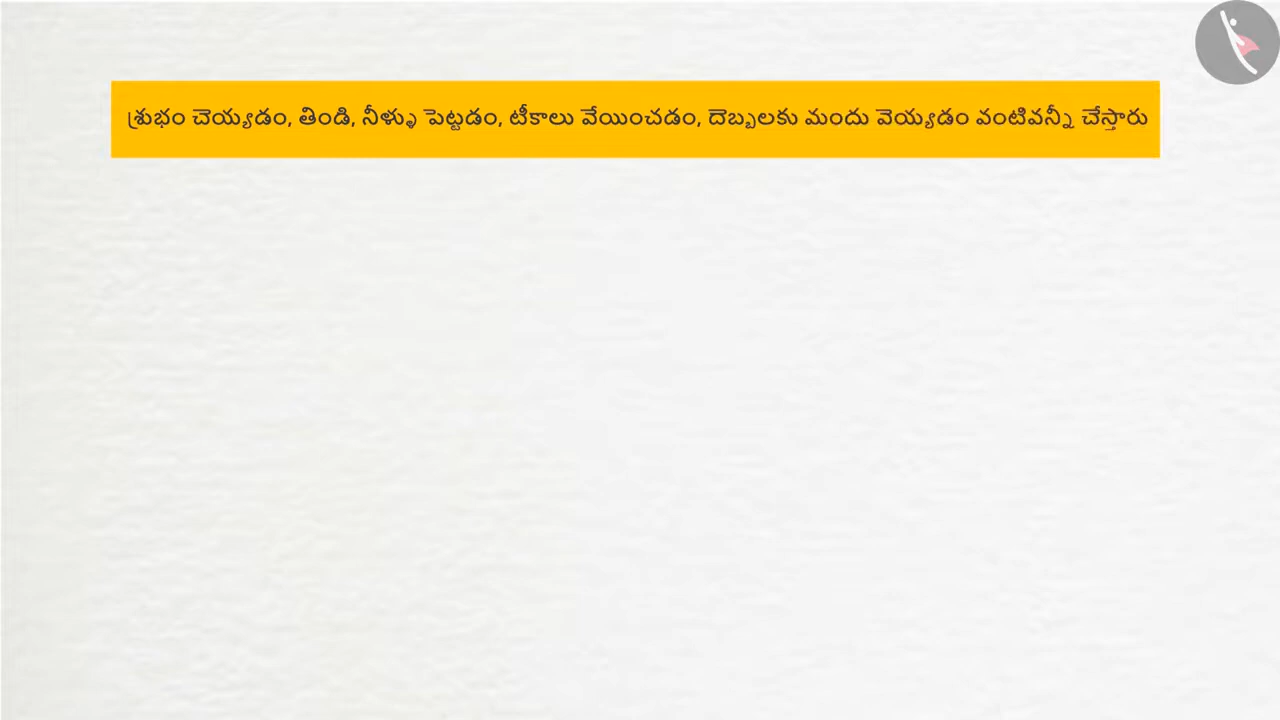 శ్రుభం చెయ్యడం, తిండి, నీళ్ళు పెట్టడం, టీకాలు వేయించడం, దెబ్బలకు మందు వెయ్యడం వంటివన్నీ చేస్తారు